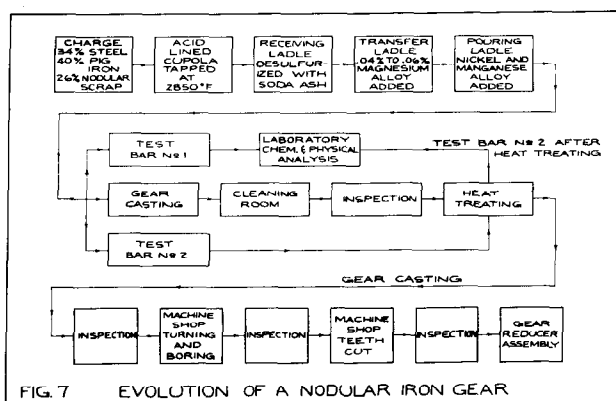 CHARGE
34% STEEL
40% PIG
IRON
26% NODULAR
SCRAP
ACID
LINED
CUPOLA
TAPPED
AT
2850°F
RECEIVING
LADLE
DESULFUR-
IZED WITH
SODA ASH
TRANSFER
LADLE
.04% TO .06%
MAGNESIUM
ALLOY
ADDED
POURING
LADLE
NICKEL AND
MANGANESE
ALLOY
ADDED
TEST
BAR Nº 1
LABORATORY
CHEM. & PHYSICAL
ANALYSIS
TEST BAR Nº 2 AFTER
HEAT TREATING
GEAR
CASTING
CLEANING
ROOM
INSPECTION
HEAT
TREATING
TEST
BAR Nº 2
GEAR CASTING
INSPECTION
MACHINE
SHOP
TURNING
AND
BORING
INSPECTION
MACHINE
SHOP
TEETH
CUT
INSPECTION
GEAR
REDUCER
ASSEMBLY
FIG. 7 EVOLUTION OF A NODULAR IRON GEAR